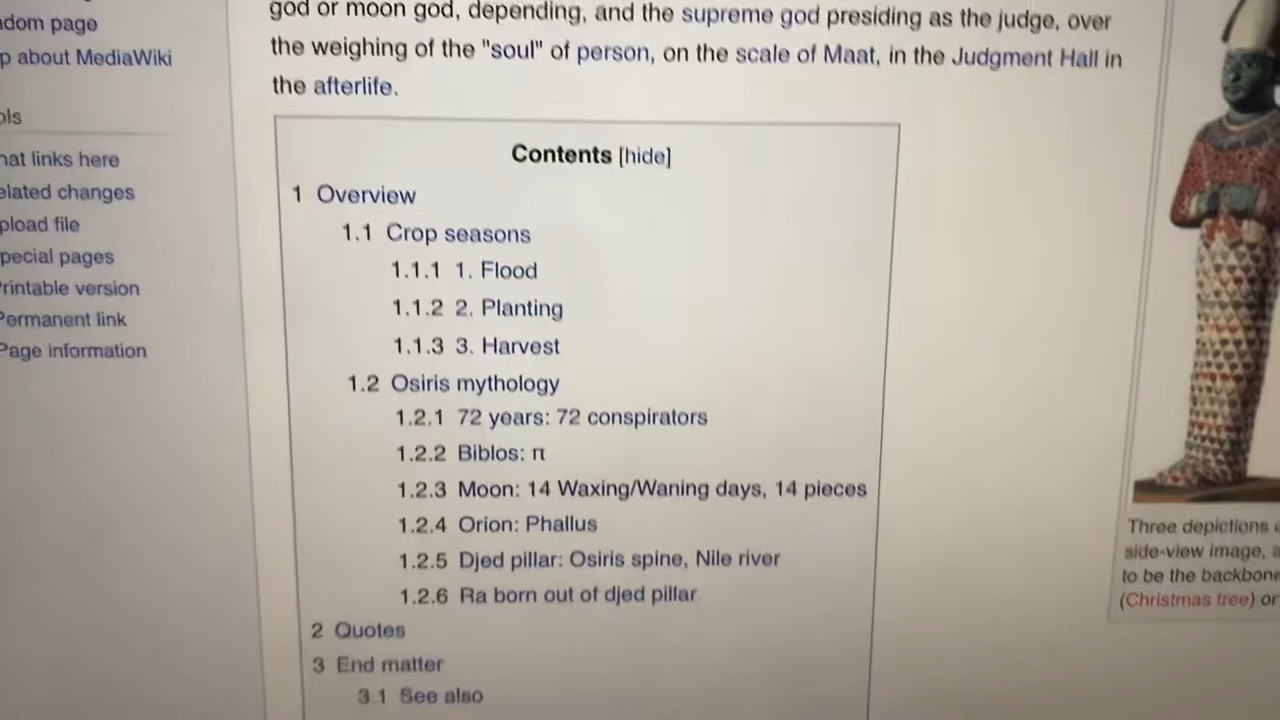 god or moon god, depending, and the supreme god presiding as the judge, over
the weighing of the "soul" of person, on the scale of Maat, in the Judgment Hall in
the afterlife.
page
about MediaWiki
links here
changes
file
pages
version
link
Page information
Contents [hide]
1 Overview
1.1 Crop seasons
1.1.1 1. Flood
1.1.2 2. Planting
1.1.3 3. Harvest
1.2 Osiris mythology
1.2.1 72 years: 72 conspirators
1.2.2 Biblos: π
1.2.3 Moon: 14 Waxing/Waning days, 14 pieces
1.2.4 Orion: Phallus
1.2.5 Djed pillar: Osiris spine, Nile river
1.2.6 Ra born out of djed pillar
2 Quotes
3 End matter
3.1 See also
Three depictions
side-view image,
to be the backbone
(Christmas tree) or